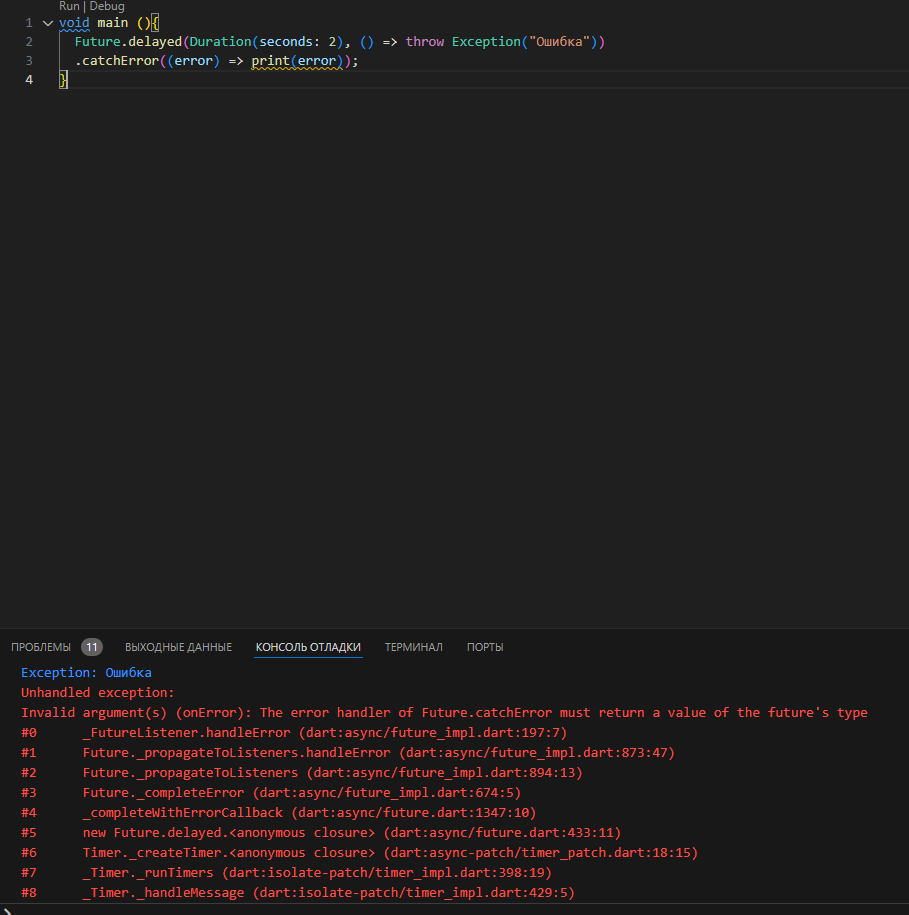 Run | Debug
1 void main (){
2 Future.delayed(Duration(seconds: 2), () => throw Exception("Ошибка"))
3 .catchError((error) => print(error));
4 }
ПРОБЛЕМЫ 11 ВЫХОДНЫЕ ДАННЫЕ КОНСОЛЬ ОТЛАДКИ ТЕРМИНАЛ ПОРТЫ
Exception: Ошибка
Unhandled exception:
Invalid argument(s) (onError): The error handler of Future.catchError must return a value of the future's type
#0 _FutureListener.handleError (dart:async/future_impl.dart:197:7)
#1 Future._propagateToListeners.handleError (dart:async/future_impl.dart:873:47)
#2 Future._propagateToListeners (dart:async/future_impl.dart:894:13)
#3 Future._completeError (dart:async/future_impl.dart:674:5)
#4 _completeWithErrorCallback (dart:async/future.dart:1347:10)
#5 new Future.delayed.<anonymous closure> (dart:async/future.dart:433:11)
#6 Timer._createTimer.<anonymous closure> (dart:async-patch/timer_patch.dart:18:15)
#7 _Timer._runTimers (dart:isolate-patch/timer_impl.dart:398:19)
#8 _Timer._handleMessage (dart:isolate-patch/timer_impl.dart:429:5)